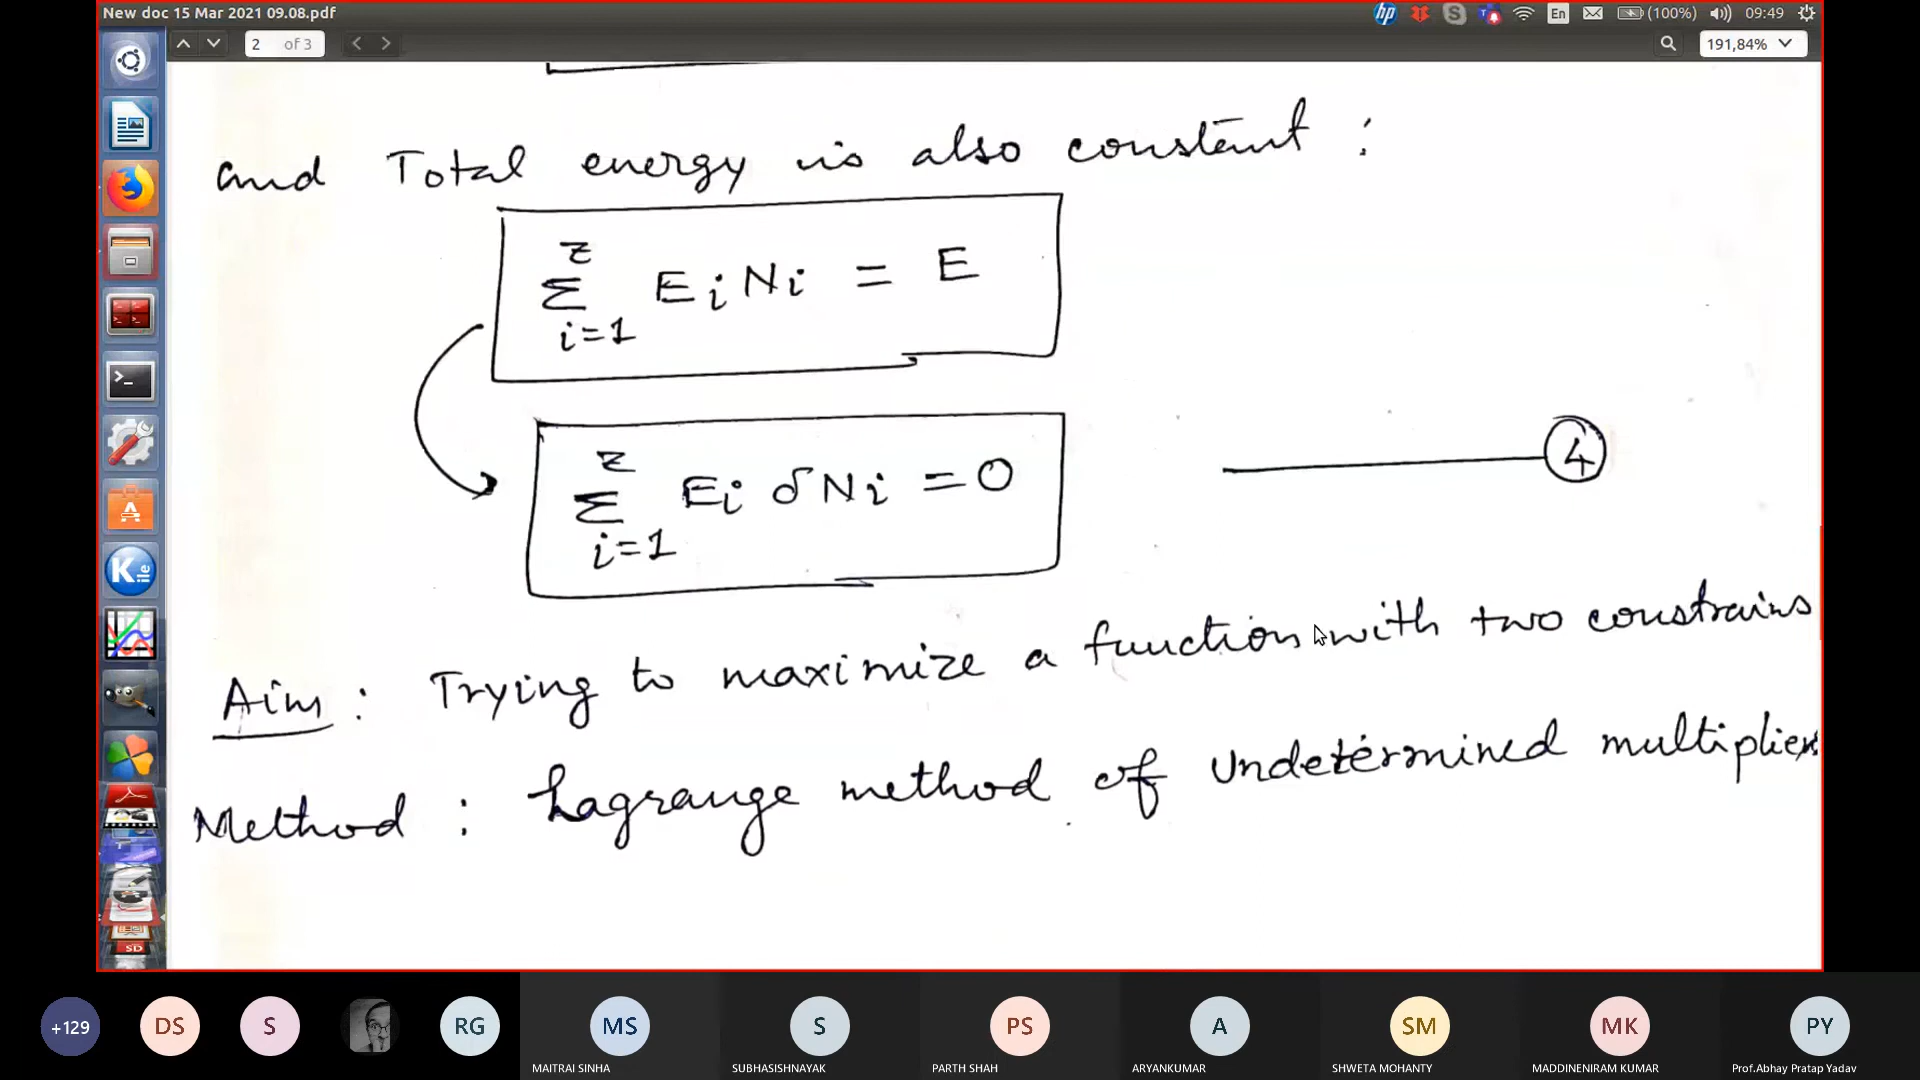 New doc 15 Mar 2021 09.08.pdf
En (100%) 09:49
2 of 3
191,84%
and Total energy is also constant :
z
Σ Ei Ni = E
i=1
z
Σ Ei δNi = 0
i=1
4
Aim : Trying to maximize a function with two constrains
Method : Lagrange method of Undetermined multipliers
+129 DS S RG MS S PS A SM MK PY
MAITRAI SINHA SUBHASISHNAYAK PARTH SHAH ARYANKUMAR SHWETA MOHANTY MADDINENIRAM KUMAR Prof.Abhay Pratap Yadav